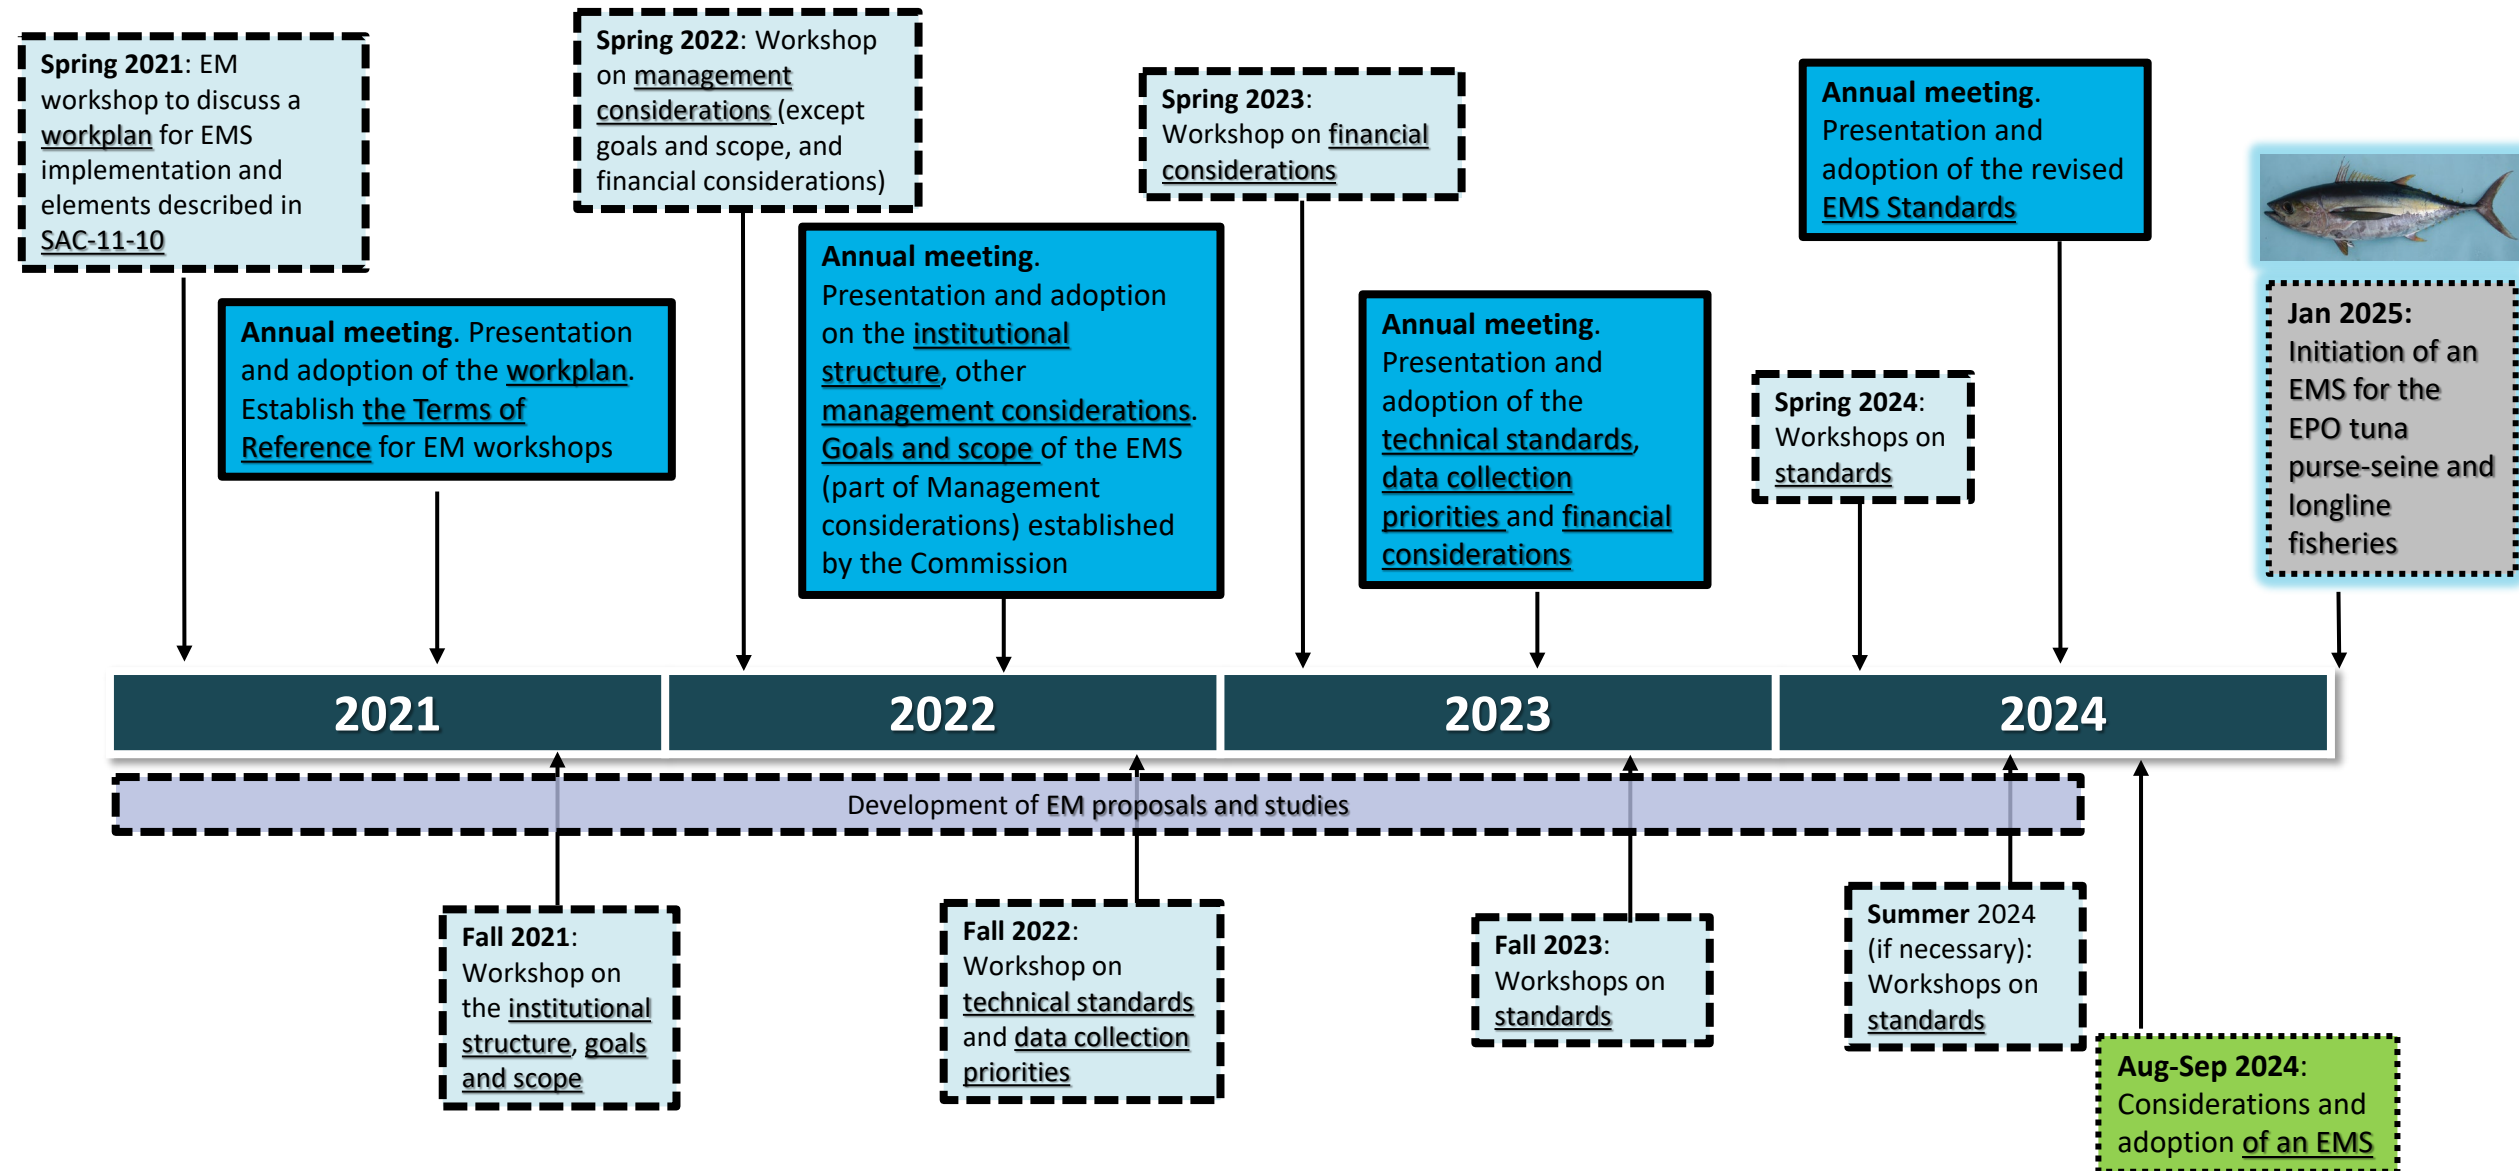 Spring 2021: EM
workshop to discuss a
workplan for EMS
implementation and
elements described in
SAC-11-10
Annual meeting. Presentation
and adoption of the workplan.
Establish the Terms of
Reference for EM workshops
Spring 2022: Workshop
on management
considerations (except
goals and scope, and
financial considerations)
Annual meeting.
Presentation and adoption
on the institutional
structure, other
management considerations.
Goals and scope of the EMS
(part of Management
considerations) established
by the Commission
Spring 2023:
Workshop on financial
considerations
Annual meeting.
Presentation and
adoption of the
technical standards,
data collection
priorities and financial
considerations
Spring 2024:
Workshops on
standards
Annual meeting.
Presentation and
adoption of the revised
EMS Standards
Jan 2025:
Initiation of an
EMS for the
EPO tuna
purse-seine and
longline
fisheries
2021
2022
2023
2024
Development of EM proposals and studies
Fall 2021:
Workshop on
the institutional
structure, goals
and scope
Fall 2022:
Workshop on
technical standards
and data collection
priorities
Fall 2023:
Workshops on
standards
Summer 2024
(if necessary):
Workshops on
standards
Aug-Sep 2024:
Considerations and
adoption of an EMS